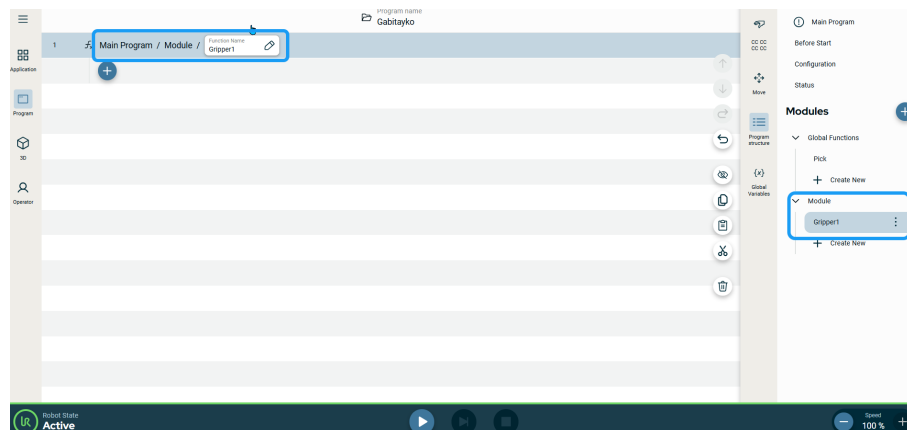 Program name
Gabitayko
1
Main Program / Module /
Function Name
Gripper1
Application
Program
3D
Operator
Move
Program structure
{x}
Global Variables
Main Program
Before Start
Configuration
Status
Modules
Global Functions
Pick
Create New
Module
Gripper1
Create New
UR
Robot State
Active
Speed
100 %